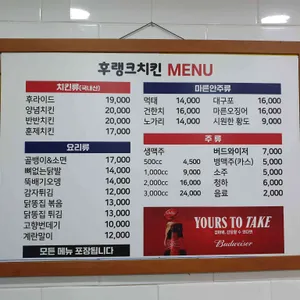 후랭크치킨 MENU
치킨류(국내산)
후라이드 19,000
양념치킨 20,000
반반치킨 20,000
훈제치킨 17,000
요리류
골뱅이&소면 17,000
뼈없는닭발 14,000
뚝배기오뎅 14,000
감자튀김 12,000
닭똥집 볶음 13,000
닭똥집 튀김 13,000
고향번데기 10,000
계란말이 12,000
모든 메뉴 포장됩니다
마른안주류
먹태 14,000 대구포 16,000
건한치 16,000 마른오징어 16,000
노가리 14,000 시원한 황도 9,000
주 류
생맥주 버드와이저 7,000
500cc 4,500 병맥주(카스) 5,000
1,000cc 9,000 소주 5,000
2,000cc 16,000 청하 6,000
3,000cc 24,000 음료 2,000
YOURS TO TAKE
Budweiser